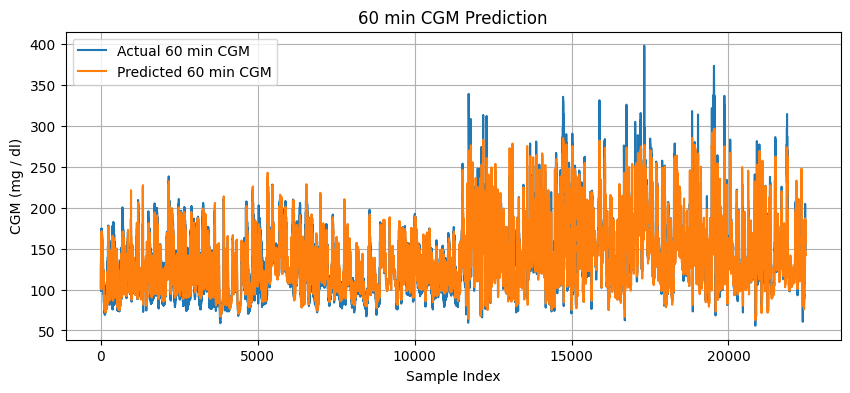 60 min CGM Prediction
Actual 60 min CGM
Predicted 60 min CGM
CGM (mg / dl)
400
350
300
250
200
150
100
50
0
5000
10000
15000
20000
Sample Index